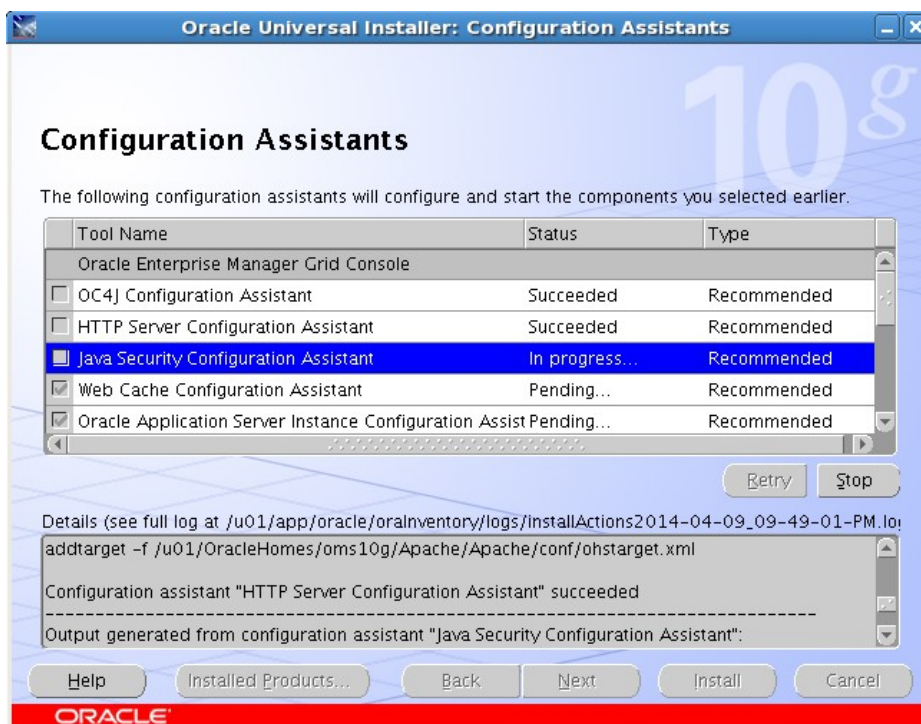 Oracle Universal Installer: Configuration Assistants
10g
Configuration Assistants
The following configuration assistants will configure and start the components you selected earlier.
Tool Name Status Type
Oracle Enterprise Manager Grid Console
OC4J Configuration Assistant Succeeded Recommended
HTTP Server Configuration Assistant Succeeded Recommended
Java Security Configuration Assistant In progress... Recommended
Web Cache Configuration Assistant Pending... Recommended
Oracle Application Server Instance Configuration Assist Pending... Recommended
Retry Stop
Details (see full log at /u01/app/oracle/oraInventory/logs/installActions2014-04-09_09-49-01-PM.log
addtarget -f /u01/OracleHomes/oms10g/Apache/Apache/conf/ohstarget.xml
Configuration assistant "HTTP Server Configuration Assistant" succeeded
-----------------------------------------------------------------------------
Output generated from configuration assistant "Java Security Configuration Assistant":
Help Installed Products... Back Next Install Cancel
ORACLE